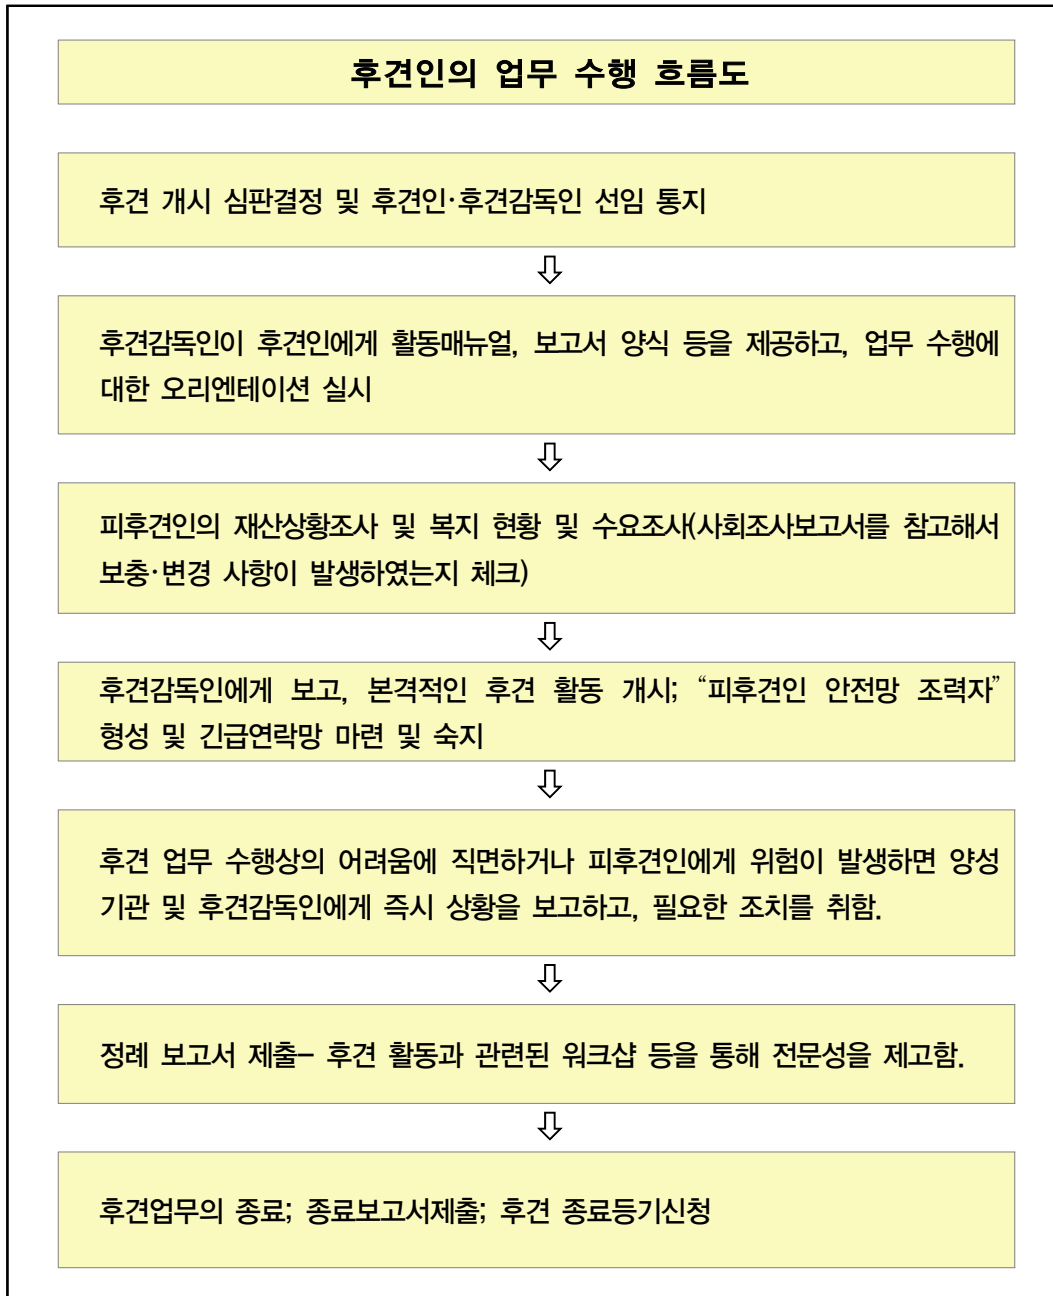 후견인의 업무 수행 흐름도
후견 개시 심판결정 및 후견인·후견감독인 선임 통지
⇩
후견감독인이 후견인에게 활동매뉴얼, 보고서 양식 등을 제공하고, 업무 수행에
대한 오리엔테이션 실시
⇩
피후견인의 재산상황조사 및 복지 현황 및 수요조사(사회조사보고서를 참고해서
보충·변경 사항이 발생하였는지 체크)
⇩
후견감독인에게 보고, 본격적인 후견 활동 개시; “피후견인 안전망 조력자”
형성 및 긴급연락망 마련 및 숙지
⇩
후견 업무 수행상의 어려움에 직면하거나 피후견인에게 위험이 발생하면 양성
기관 및 후견감독인에게 즉시 상황을 보고하고, 필요한 조치를 취함.
⇩
정례 보고서 제출– 후견 활동과 관련된 워크샵 등을 통해 전문성을 제고함.
⇩
후견업무의 종료; 종료보고서제출; 후견 종료등기신청